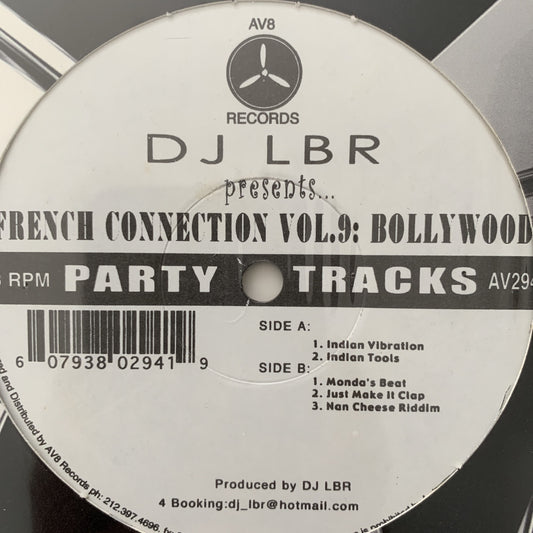 AV8
RECORDS
DJ LBR
presents...
FRENCH CONNECTION VOL.9: BOLLYWOOD
RPM PARTY TRACKS AV294
SIDE A:
1. Indian Vibration
2. Indian Tools
SIDE B:
1. Monda's Beat
2. Just Make It Clap
3. Nan Cheese Riddim
6 07938 02941 9
Produced by DJ LBR
4 Booking:dj_lbr@hotmail.com
and Distributed by AV8 Records ph: 212.397.4696,
is prohibited